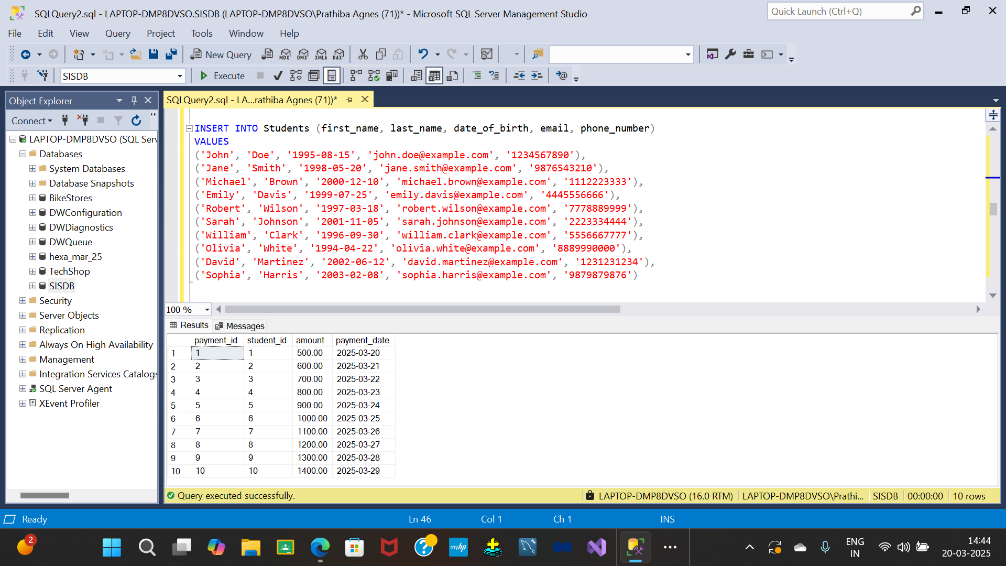 SQLQuery2.sql - LAPTOP-DMP8DVSO.SISDB (LAPTOP-DMP8DVSO\Prathiba Agnes (71))* - Microsoft SQL Server Management Studio
Quick Launch (Ctrl+Q)
File Edit View Query Project Tools Window Help
New Query
SISDB
Execute
Object Explorer
SQLQuery2.sql - LA...rathiba Agnes (71))*
Connect
LAPTOP-DMP8DVSO (SQL Serv
Databases
System Databases
Database Snapshots
BikeStores
DWConfiguration
DWDiagnostics
DWQueue
hexa_mar_25
TechShop
SISDB
Security
Server Objects
Replication
Always On High Availability
Management
Integration Services Catalogs
SQL Server Agent
XEvent Profiler
INSERT INTO Students (first_name, last_name, date_of_birth, email, phone_number)
VALUES
('John', 'Doe', '1995-08-15', 'john.doe@example.com', '1234567890'),
('Jane', 'Smith', '1998-05-20', 'jane.smith@example.com', '9876543210'),
('Michael', 'Brown', '2000-12-10', 'michael.brown@example.com', '1112223333'),
('Emily', 'Davis', '1999-07-25', 'emily.davis@example.com', '4445556666'),
('Robert', 'Wilson', '1997-03-18', 'robert.wilson@example.com', '7778889999'),
('Sarah', 'Johnson', '2001-11-05', 'sarah.johnson@example.com', '2223334444'),
('William', 'Clark', '1996-09-30', 'william.clark@example.com', '5556667777'),
('Olivia', 'White', '1994-04-22', 'olivia.white@example.com', '8889990000'),
('David', 'Martinez', '2002-06-12', 'david.martinez@example.com', '1231231234'),
('Sophia', 'Harris', '2003-02-08', 'sophia.harris@example.com', '9879879876')
100 %
Results Messages
payment_id student_id amount payment_date
1 1 1 500.00 2025-03-20
2 2 2 600.00 2025-03-21
3 3 3 700.00 2025-03-22
4 4 4 800.00 2025-03-23
5 5 5 900.00 2025-03-24
6 6 6 1000.00 2025-03-25
7 7 7 1100.00 2025-03-26
8 8 8 1200.00 2025-03-27
9 9 9 1300.00 2025-03-28
10 10 10 1400.00 2025-03-29
Query executed successfully. LAPTOP-DMP8DVSO (16.0 RTM) LAPTOP-DMP8DVSO\Prathi... SISDB 00:00:00 10 rows
Ready Ln 46 Col 1 Ch 1 INS
2
ENG
IN
14:44
20-03-2025